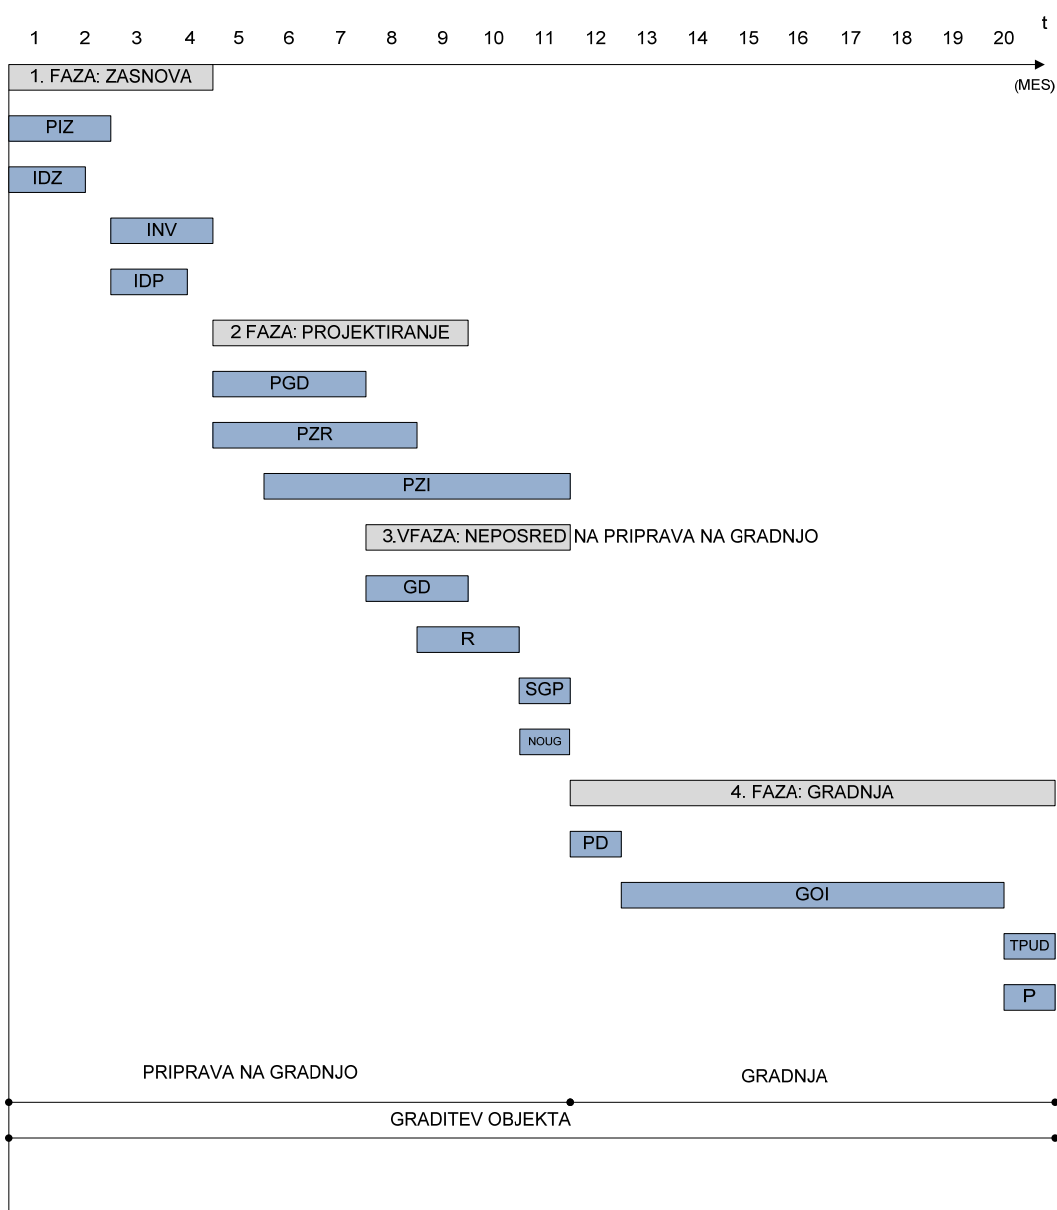 t
1 2 3 4 5 6 7 8 9 10 11 12 13 14 15 16 17 18 19 20
1. FAZA: ZASNOVA
(MES)
PIZ
IDZ
INV
IDP
2 FAZA: PROJEKTIRANJE
PGD
PZR
PZI
3.VFAZA: NEPOSRED NA PRIPRAVA NA GRADNJO
GD
R
SGP
NOUG
4. FAZA: GRADNJA
PD
GOI
TPUD
P
PRIPRAVA NA GRADNJO
GRADNJA
GRADITEV OBJEKTA